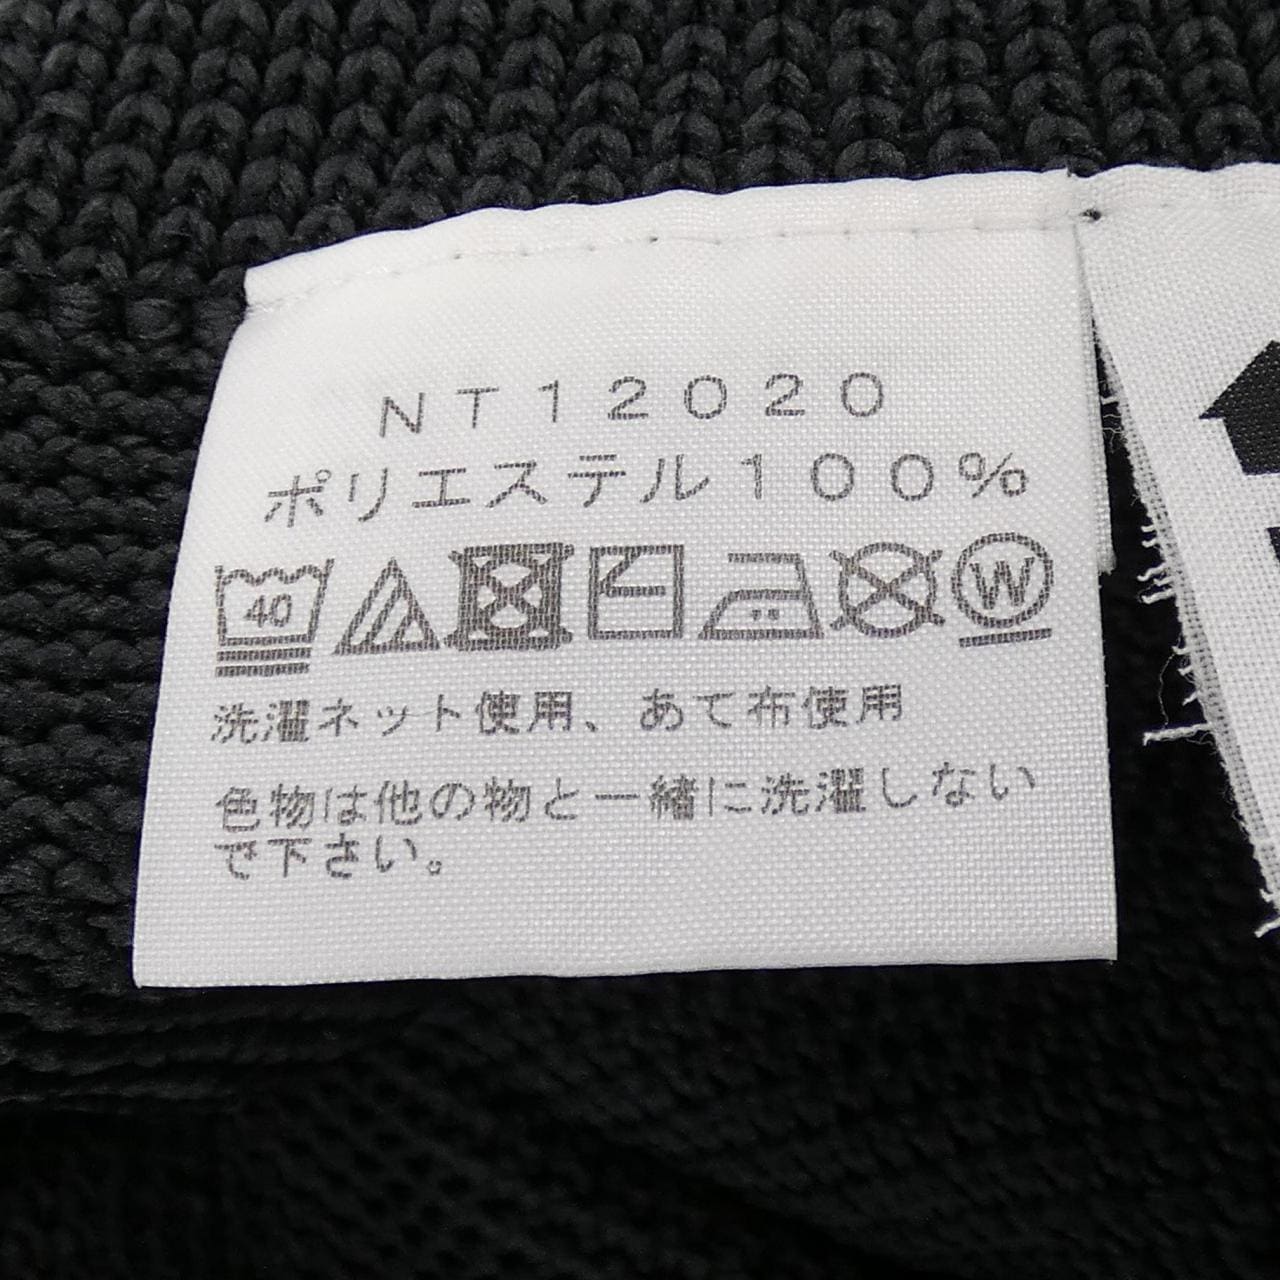 NT12020
ポリエステル100%
40 W
洗濯ネット使用、あて布使用
色物は他の物と一緒に洗濯しない
で下さい。